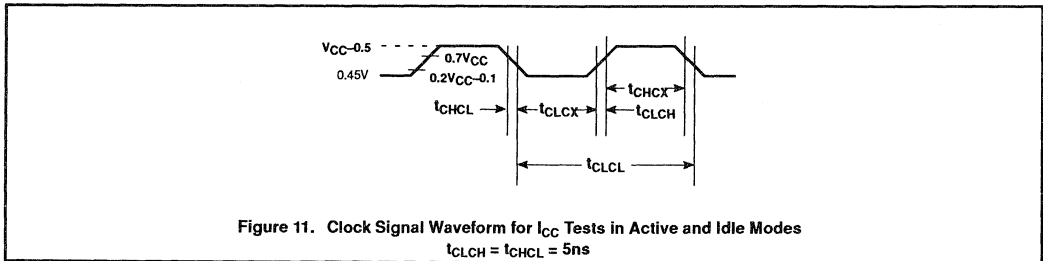 VCC–0.5
0.7VCC
0.45V
0.2VCC–0.1
tCHCX
tCHCL
tCLCX
tCLCH
tCLCL
Figure 11. Clock Signal Waveform for ICC Tests in Active and Idle Modes
tCLCH = tCHCL = 5ns